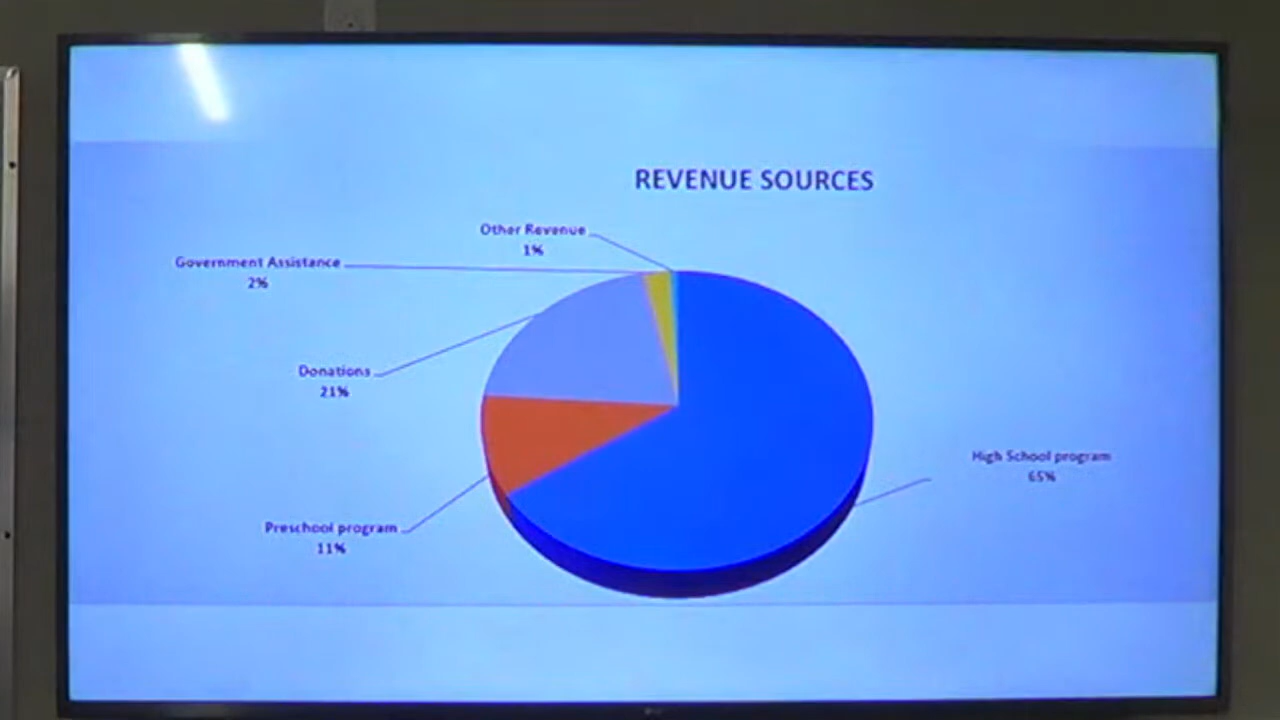 REVENUE SOURCES
Other Revenue
1%
Government Assistance
2%
Donations
21%
High School program
65%
Preschool program
11%